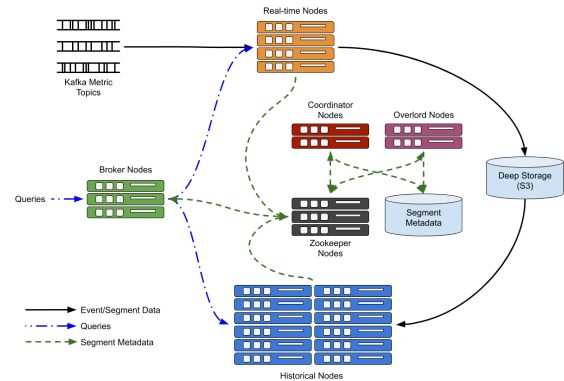 Real-time Nodes
Kafka Metric
Topics
Coordinator
Nodes
Overlord Nodes
Broker Nodes
Queries
Deep Storage
(S3)
Segment
Metadata
Zookeeper
Nodes
Event/Segment Data
Queries
Segment Metadata
Historical Nodes